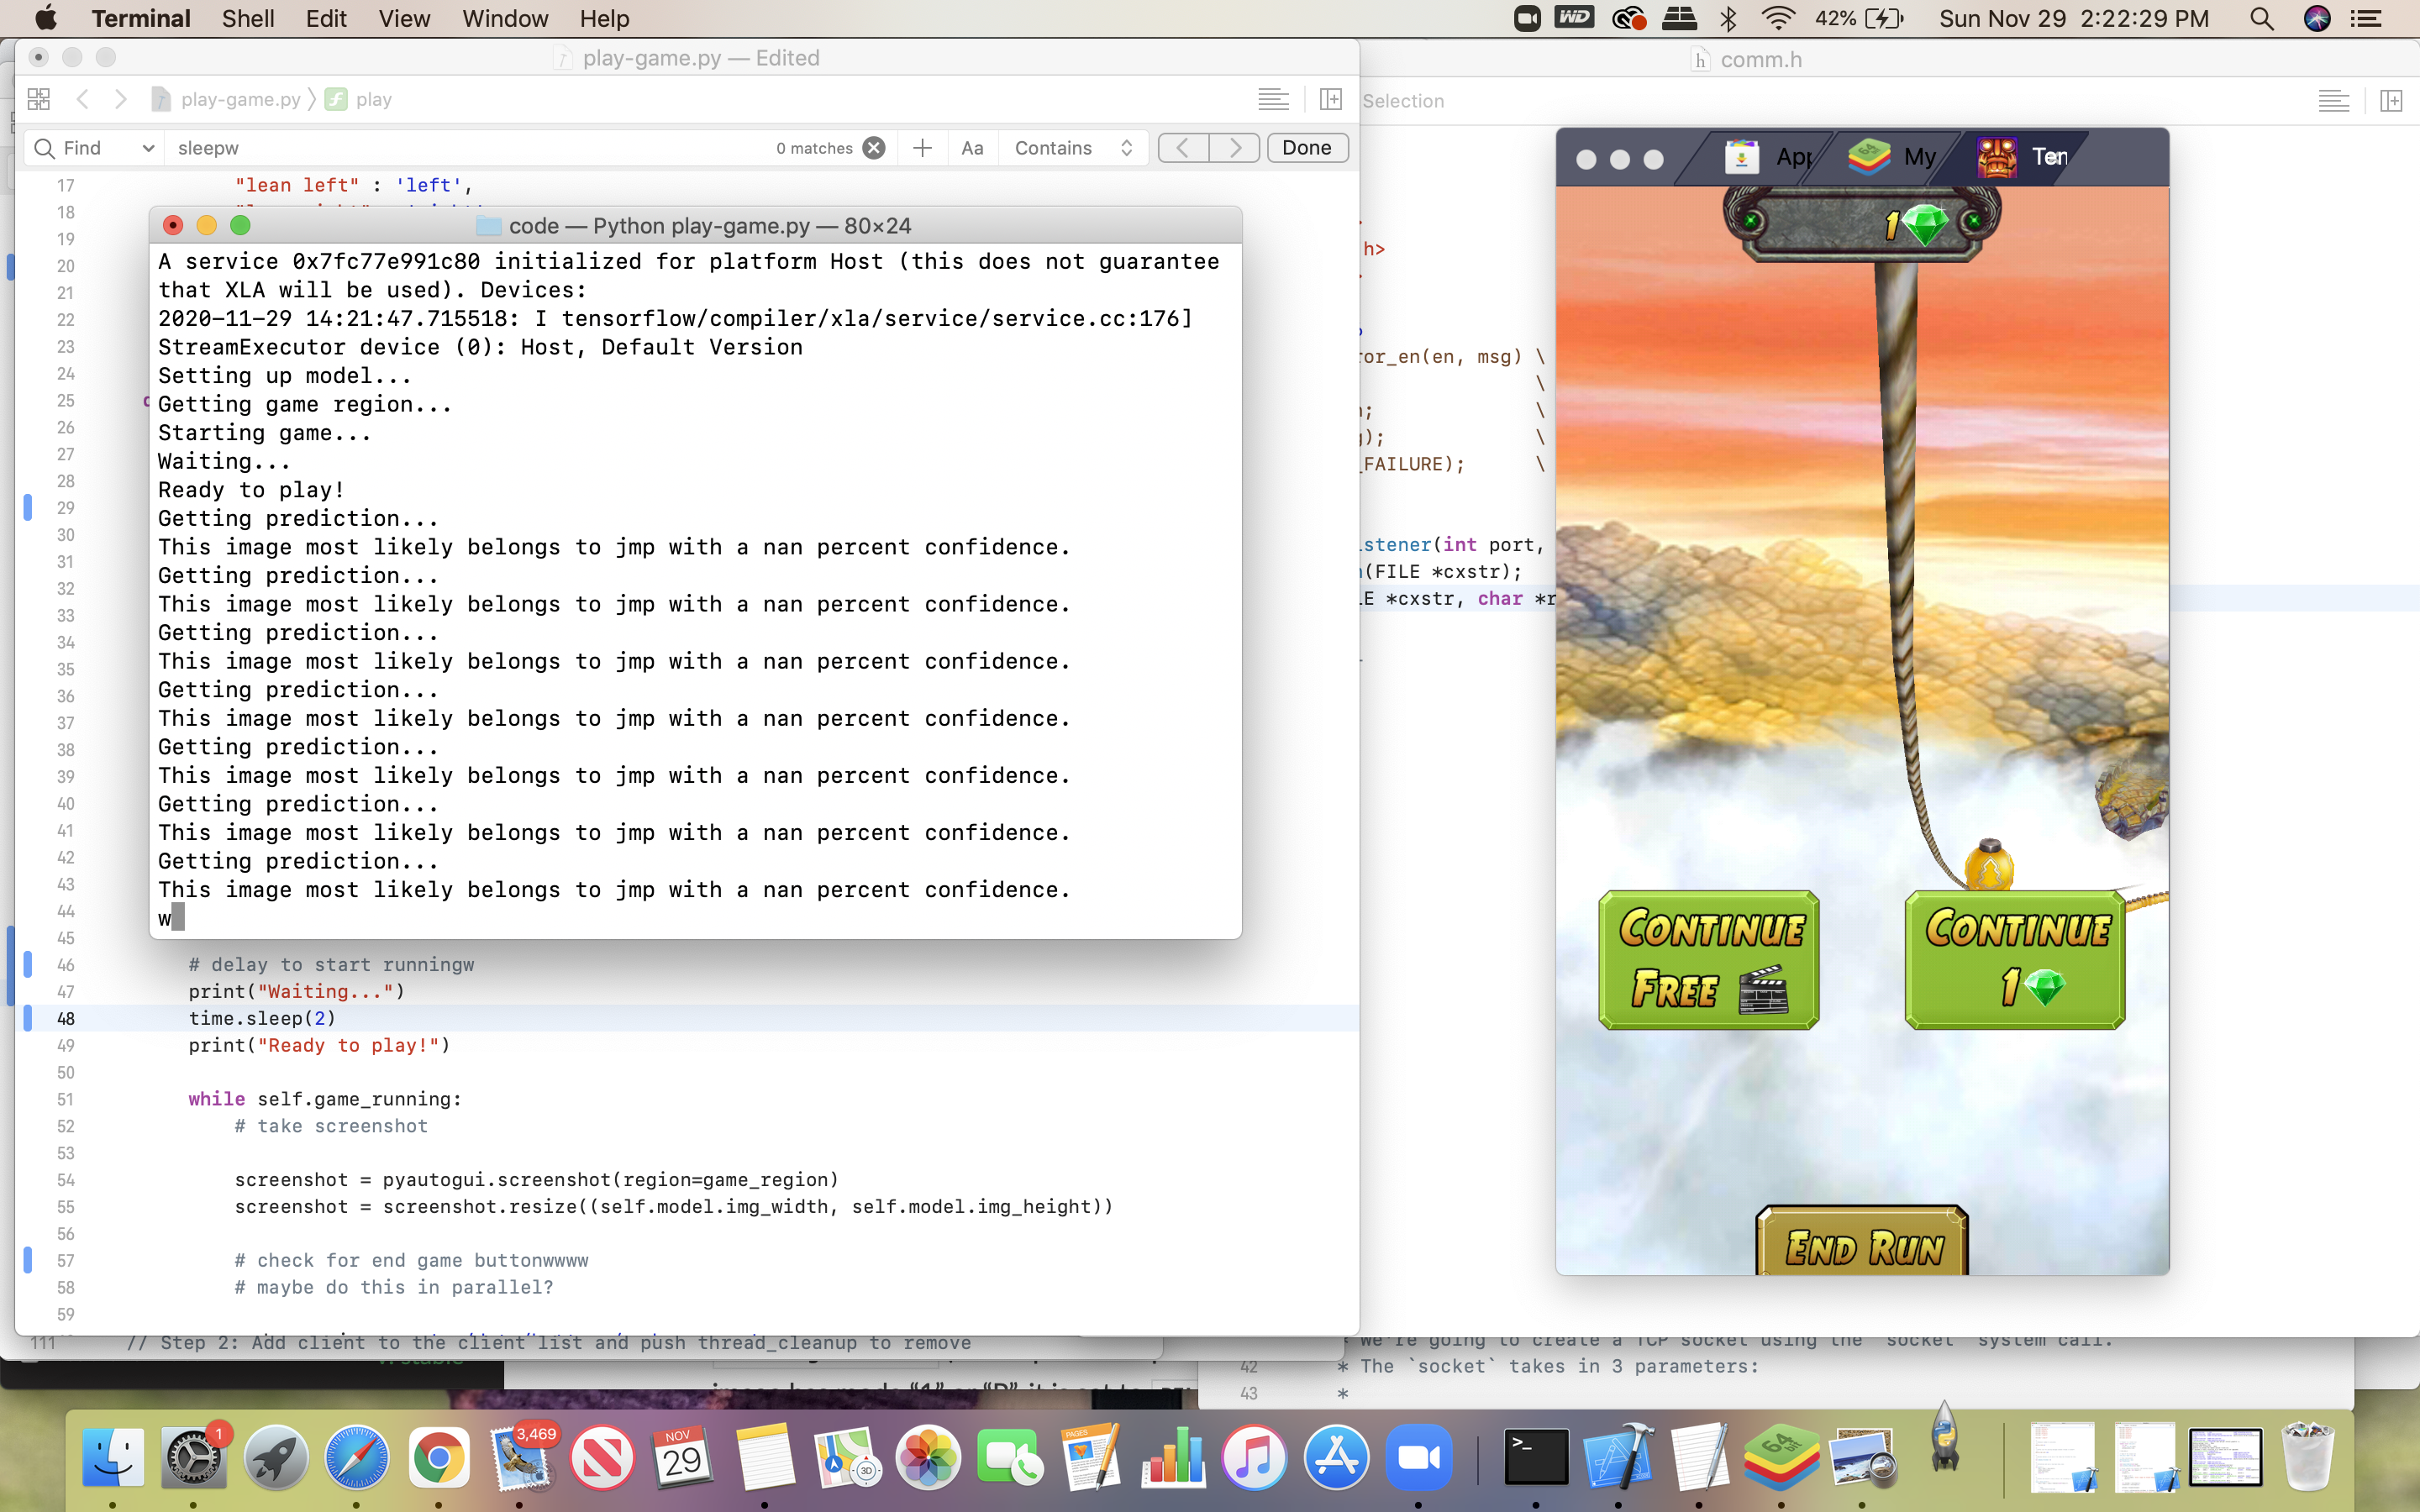 Terminal Shell Edit View Window Help
42% Sun Nov 29 2:22:29 PM
play-game.py — Edited
play-game.py play
Find sleepw 0 matches Aa Contains Done
17 "lean left" : 'left',
18
19
20
21
22
23
24
25
26
27
28
29
30
31
32
33
34
35
36
37
38
39
40
41
42
43
44
45
code — Python play-game.py — 80×24
A service 0x7fc77e991c80 initialized for platform Host (this does not guarantee
that XLA will be used). Devices:
2020-11-29 14:21:47.715518: I tensorflow/compiler/xla/service/service.cc:176]
StreamExecutor device (0): Host, Default Version
Setting up model...
Getting game region...
Starting game...
Waiting...
Ready to play!
Getting prediction...
This image most likely belongs to jmp with a nan percent confidence.
Getting prediction...
This image most likely belongs to jmp with a nan percent confidence.
Getting prediction...
This image most likely belongs to jmp with a nan percent confidence.
Getting prediction...
This image most likely belongs to jmp with a nan percent confidence.
Getting prediction...
This image most likely belongs to jmp with a nan percent confidence.
Getting prediction...
This image most likely belongs to jmp with a nan percent confidence.
Getting prediction...
This image most likely belongs to jmp with a nan percent confidence.
w
46 # delay to start runningw
47 print("Waiting...")
48 time.sleep(2)
49 print("Ready to play!")
50
51 while self.game_running:
52 # take screenshot
53
54 screenshot = pyautogui.screenshot(region=game_region)
55 screenshot = screenshot.resize((self.model.img_width, self.model.img_height))
56
57 # check for end game buttonwwww
58 # maybe do this in parallel?
59
111 // Step 2: Add client to the client list and push thread_cleanup to remove
h comm.h
Selection
h>
or_en(en, msg) \
\
; \
); \
_FAILURE); \
stener(int port,
(FILE *cxstr);
E *cxstr, char *r
App My Tem
1
CONTINUE
FREE
CONTINUE
1
END RUN
We're going to create a TCP socket using the `socket` system call.
42 * The `socket` takes in 3 parameters:
43 *
1
3,469
NOV
29
3D
PAGES
64
bit